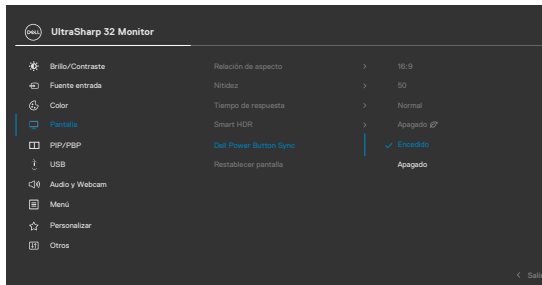 DELL UltraSharp 32 Monitor
Brillo/Contraste Relación de aspecto > 16:9
Fuente entrada Nitidez > 50
Color Tiempo de respuesta > Normal
Pantalla Smart HDR > Apagado
PIP/PBP Dell Power Button Sync ✓ Encedido
USB Restablecer pantalla Apagado
Audio y Webcam
Menú
Personalizar
Otros